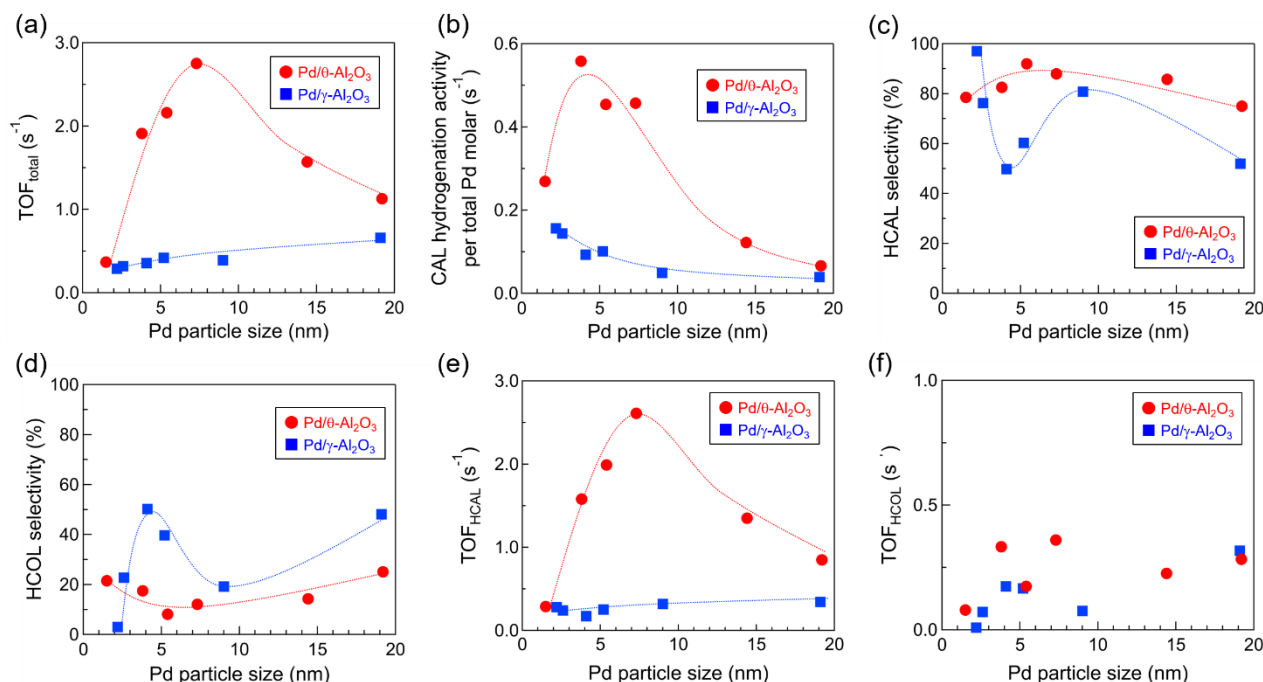 (a)
3.0
2.0
1.0
0.0
TOF_total (s⁻¹)
Pd/θ-Al₂O₃
Pd/γ-Al₂O₃
0 5 10 15 20
Pd particle size (nm)
(b)
0.6
0.4
0.2
0.0
CAL hydrogenation activity
per total Pd molar (s⁻¹)
Pd/θ-Al₂O₃
Pd/γ-Al₂O₃
0 5 10 15 20
Pd particle size (nm)
(c)
100
80
60
40
20
0
HCAL selectivity (%)
Pd/θ-Al₂O₃
Pd/γ-Al₂O₃
0 5 10 15 20
Pd particle size (nm)
(d)
100
80
60
40
20
0
HCOL selectivity (%)
Pd/θ-Al₂O₃
Pd/γ-Al₂O₃
0 5 10 15 20
Pd particle size (nm)
(e)
3.0
2.0
1.0
0.0
TOF_HCAL (s⁻¹)
Pd/θ-Al₂O₃
Pd/γ-Al₂O₃
0 5 10 15 20
Pd particle size (nm)
(f)
1.0
0.5
0.0
TOF_HCOL
Pd/θ-Al₂O₃
Pd/γ-Al₂O₃
0 5 10 15 20
Pd particle size (nm)